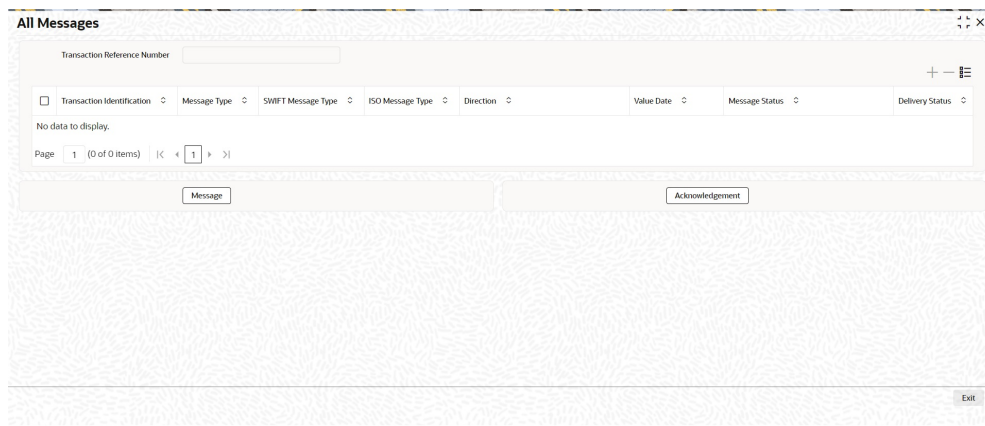 All Messages
Transaction Reference Number
Transaction Identification Message Type SWIFT Message Type ISO Message Type Direction Value Date Message Status Delivery Status
No data to display.
Page 1 (0 of 0 items) 1
Message Acknowledgement
Exit